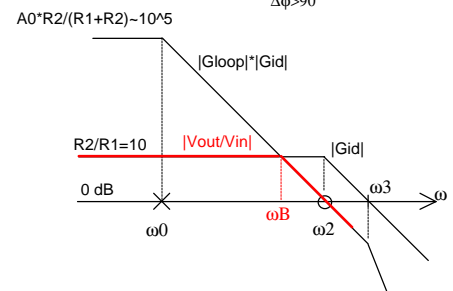 Δφ>90
A0*R2/(R1+R2)~10^5
|Gloop|*|Gid|
R2/R1=10
|Vout/Vin|
|Gid|
0 dB
ω3
ω
ω0
ωB
ω2